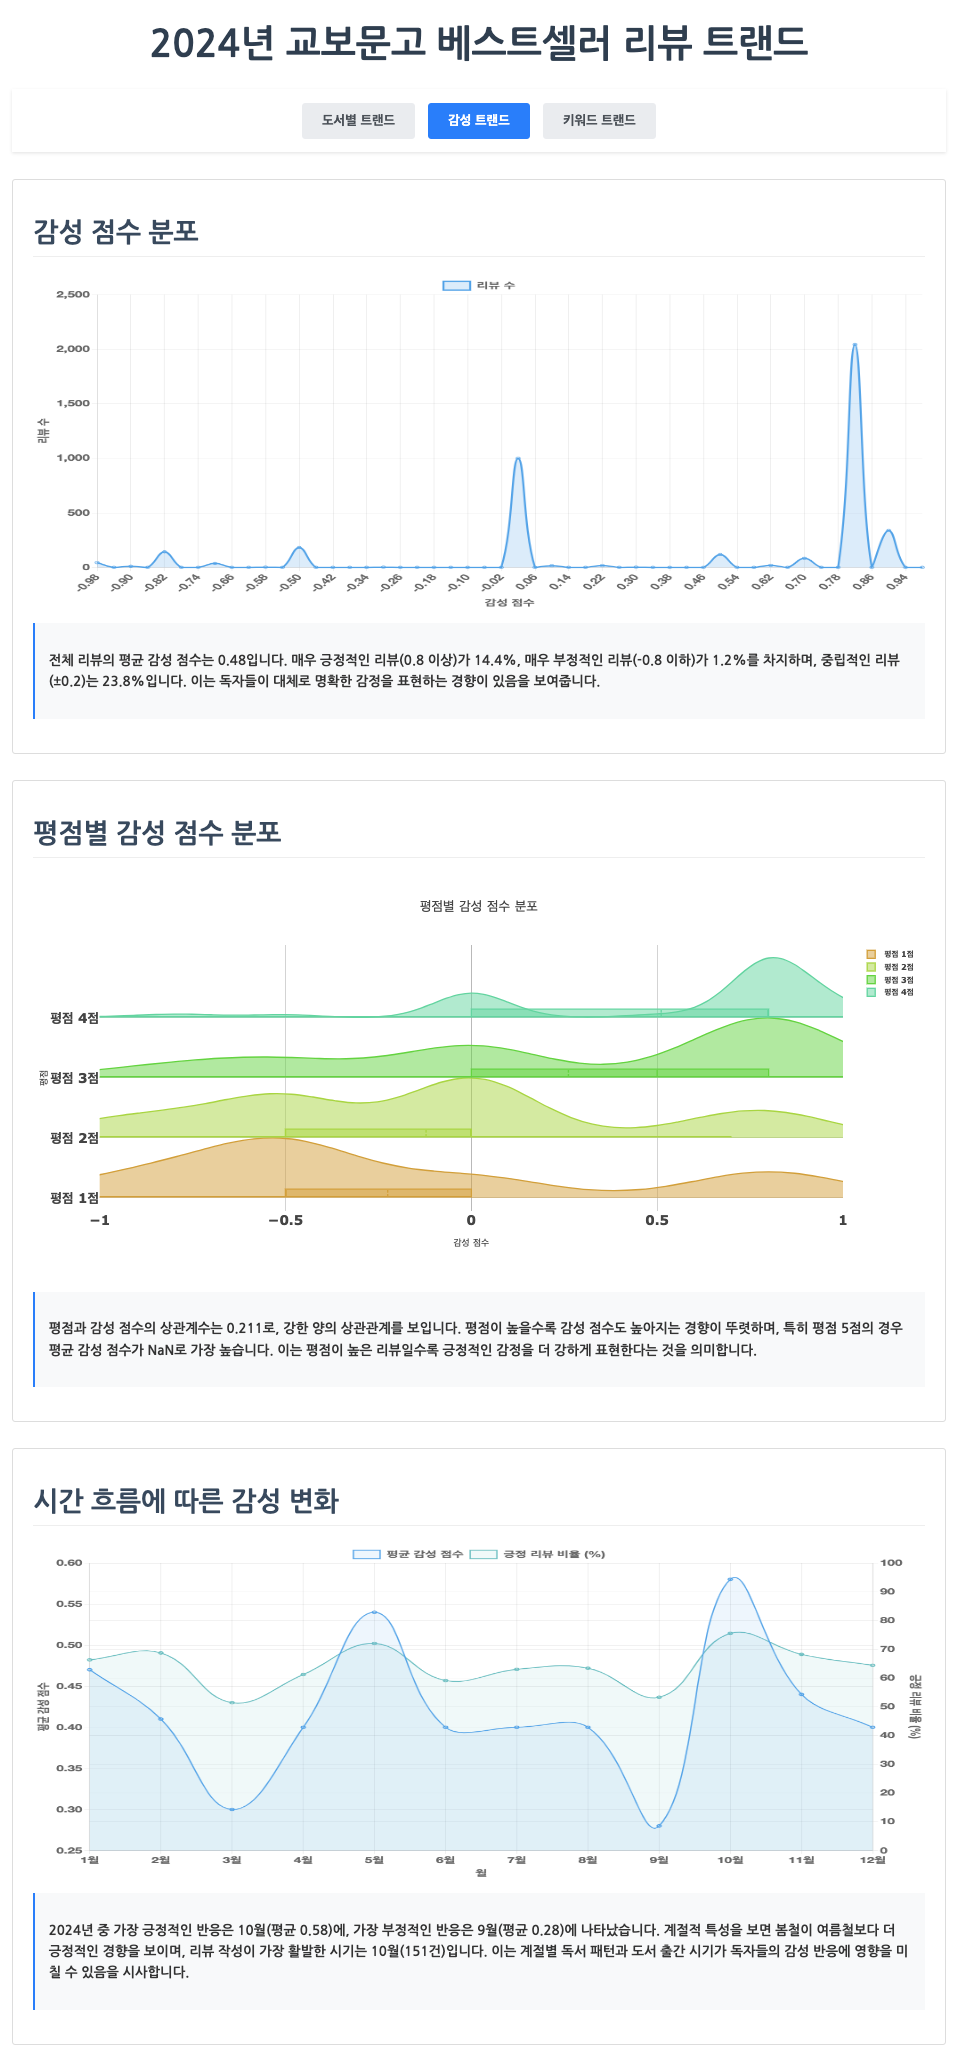 2024년 교보문고 베스트셀러 리뷰 트랜드
도서별 트랜드
감성 트랜드
키워드 트랜드
감성 점수 분포
리뷰 수
2,500
2,000
1,500
1,000
500
0
리뷰 수
-0.98
-0.90
-0.82
-0.74
-0.66
-0.58
-0.50
-0.42
-0.34
-0.26
-0.18
-0.10
-0.02
0.06
0.14
0.22
0.30
0.38
0.46
0.54
0.62
0.70
0.78
0.86
0.94
감성 점수
전체 리뷰의 평균 감성 점수는 0.48입니다. 매우 긍정적인 리뷰(0.8 이상)가 14.4%, 매우 부정적인 리뷰(-0.8 이하)가 1.2%를 차지하며, 중립적인 리뷰
(±0.2)는 23.8%입니다. 이는 독자들이 대체로 명확한 감정을 표현하는 경향이 있음을 보여줍니다.
평점별 감성 점수 분포
평점별 감성 점수 분포
평점 1점
평점 2점
평점 3점
평점 4점
평점 4점
평점 3점
평점 2점
평점 1점
평점
−1
−0.5
0
0.5
1
감성 점수
평점과 감성 점수의 상관계수는 0.211로, 강한 양의 상관관계를 보입니다. 평점이 높을수록 감성 점수도 높아지는 경향이 뚜렷하며, 특히 평점 5점의 경우
평균 감성 점수가 NaN로 가장 높습니다. 이는 평점이 높은 리뷰일수록 긍정적인 감정을 더 강하게 표현한다는 것을 의미합니다.
시간 흐름에 따른 감성 변화
평균 감성 점수
긍정 리뷰 비율 (%)
0.60
0.55
0.50
0.45
0.40
0.35
0.30
0.25
평균 감성 점수
100
90
80
70
60
50
40
30
20
10
0
긍정 리뷰 비율 (%)
1월
2월
3월
4월
5월
6월
7월
8월
9월
10월
11월
12월
월
2024년 중 가장 긍정적인 반응은 10월(평균 0.58)에, 가장 부정적인 반응은 9월(평균 0.28)에 나타났습니다. 계절적 특성을 보면 봄철이 여름철보다 더
긍정적인 경향을 보이며, 리뷰 작성이 가장 활발한 시기는 10월(151건)입니다. 이는 계절별 독서 패턴과 도서 출간 시기가 독자들의 감성 반응에 영향을 미
칠 수 있음을 시사합니다.